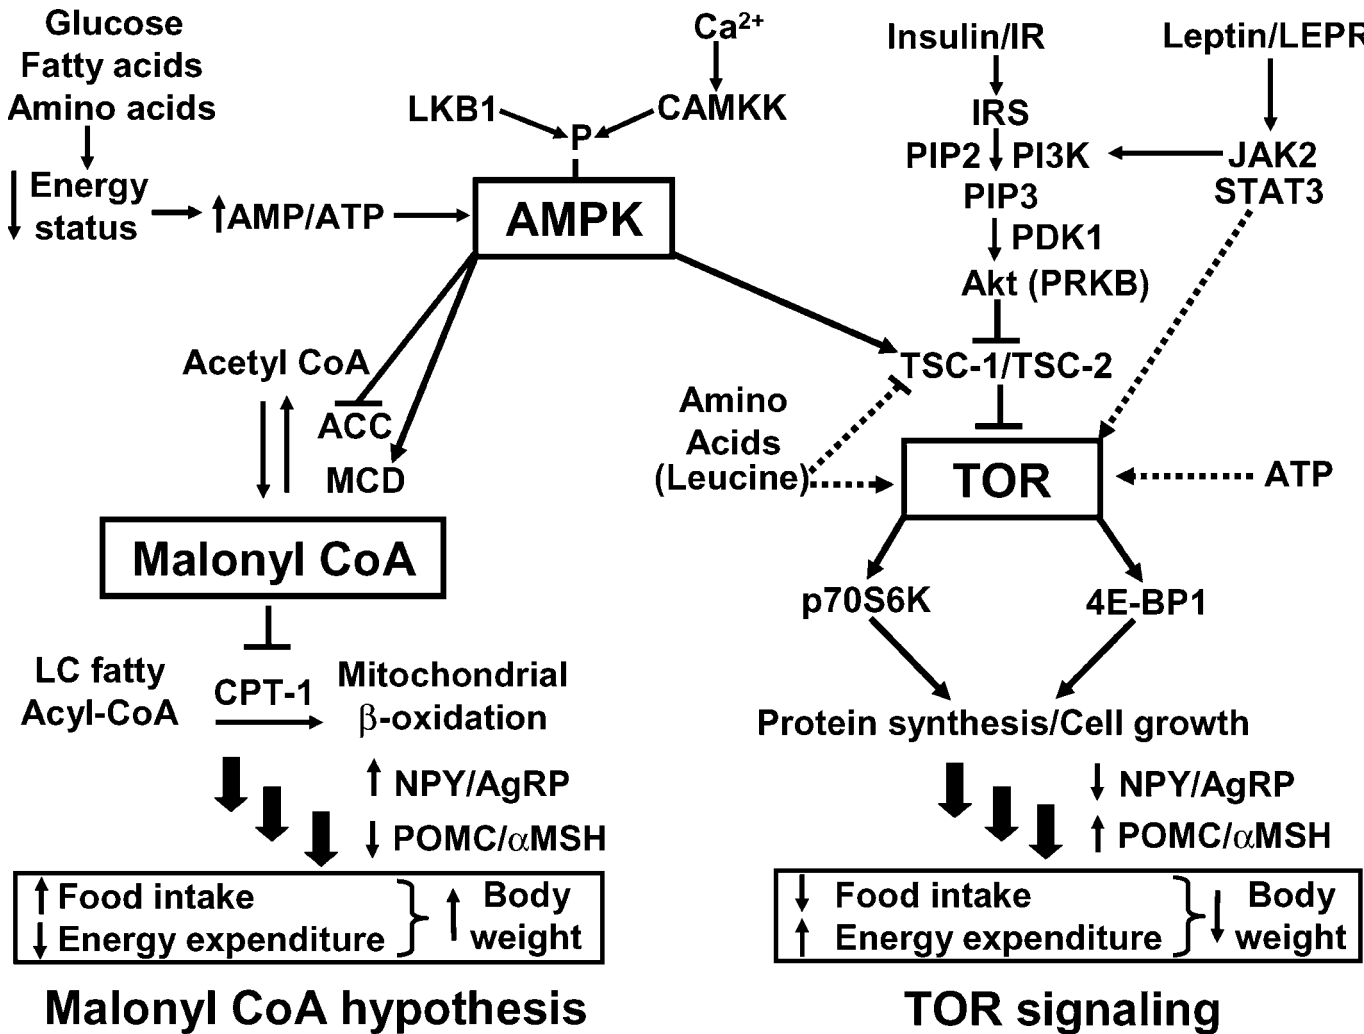 Glucose
Fatty acids
Amino acids
Energy
status
AMP/ATP
LKB1
Ca²⁺
CAMKK
P
AMPK
Insulin/IR
IRS
PIP2 PI3K
PIP3
PDK1
Akt (PRKB)
Leptin/LEPR
JAK2
STAT3
TSC-1/TSC-2
Amino
Acids
(Leucine)
TOR
ATP
p70S6K
4E-BP1
Protein synthesis/Cell growth
Acetyl CoA
ACC
MCD
Malonyl CoA
LC fatty
Acyl-CoA
CPT-1
Mitochondrial
β-oxidation
NPY/AgRP
POMC/αMSH
Food intake
Energy expenditure
Body
weight
Malonyl CoA hypothesis
NPY/AgRP
POMC/αMSH
Food intake
Energy expenditure
Body
weight
TOR signaling